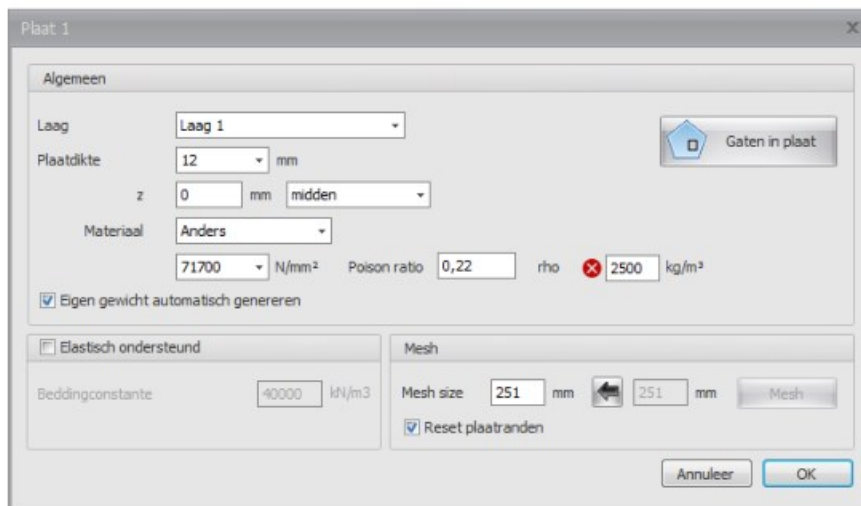 Plaat 1
Algemeen
Laag Laag 1
Gaten in plaat
Plaatdikte 12 mm
z 0 mm midden
Materiaal Anders
71700 N/mm² Poison ratio 0,22 rho 2500 kg/m³
Eigen gewicht automatisch genereren
Elastisch ondersteund
Beddingconstante 40000 kN/m3
Mesh
Mesh size 251 mm 251 mm Mesh
Reset plaatranden
Annuleer OK